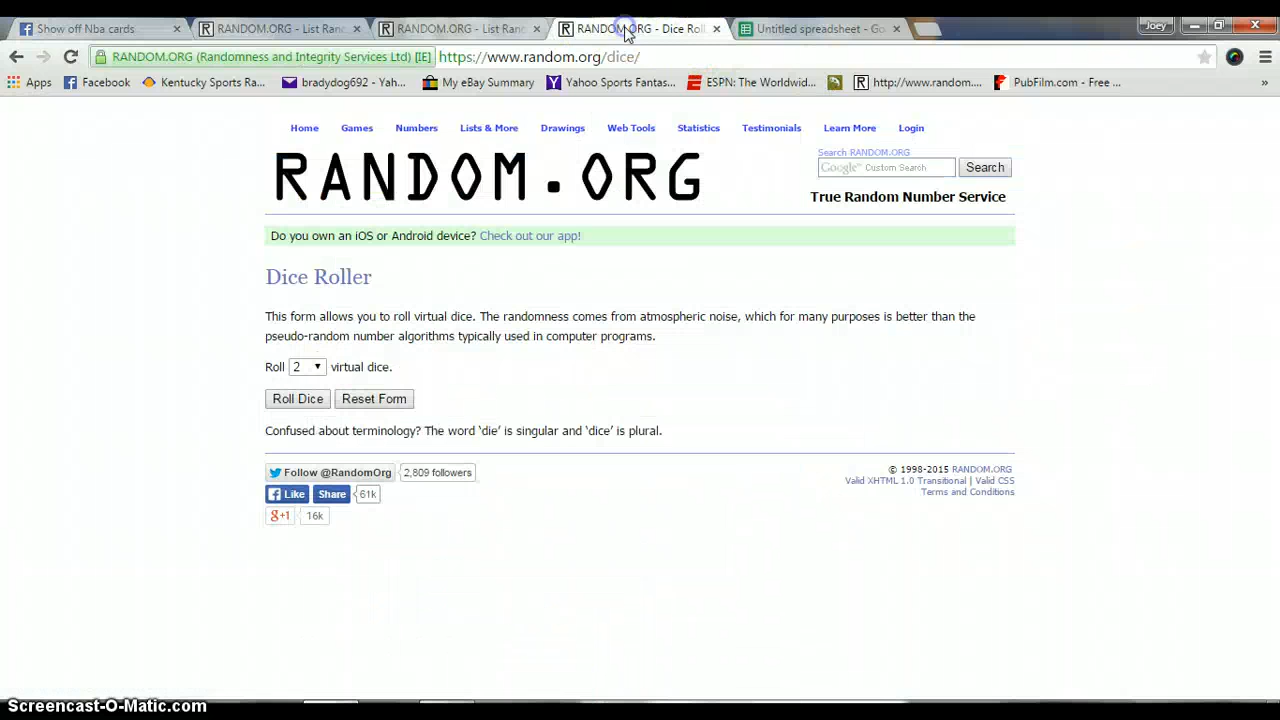 Show off Nba cards
RANDOM.ORG - List Ran
RANDOM.ORG - List Ran
RANDOM.ORG - Dice Roll
Untitled spreadsheet - Go
Joey
RANDOM.ORG (Randomness and Integrity Services Ltd) [IE]
https://www.random.org/dice/
Apps
Facebook
Kentucky Sports Ra...
bradydog692 - Yah...
My eBay Summary
Yahoo Sports Fantas...
ESPN: The Worldwid...
http://www.random....
PubFilm.com - Free ...
»
Home Games Numbers Lists & More Drawings Web Tools Statistics Testimonials Learn More Login
RANDOM.ORG
Search RANDOM.ORG
Google™ Custom Search
Search
True Random Number Service
Do you own an iOS or Android device? Check out our app!
Dice Roller
This form allows you to roll virtual dice. The randomness comes from atmospheric noise, which for many purposes is better than the
pseudo-random number algorithms typically used in computer programs.
Roll 2 virtual dice.
Roll Dice Reset Form
Confused about terminology? The word ‘die’ is singular and ‘dice’ is plural.
Follow @RandomOrg 2,809 followers
Like Share 61k
g+1 16k
© 1998-2015 RANDOM.ORG
Valid XHTML 1.0 Transitional | Valid CSS
Terms and Conditions
Screencast-O-Matic.com